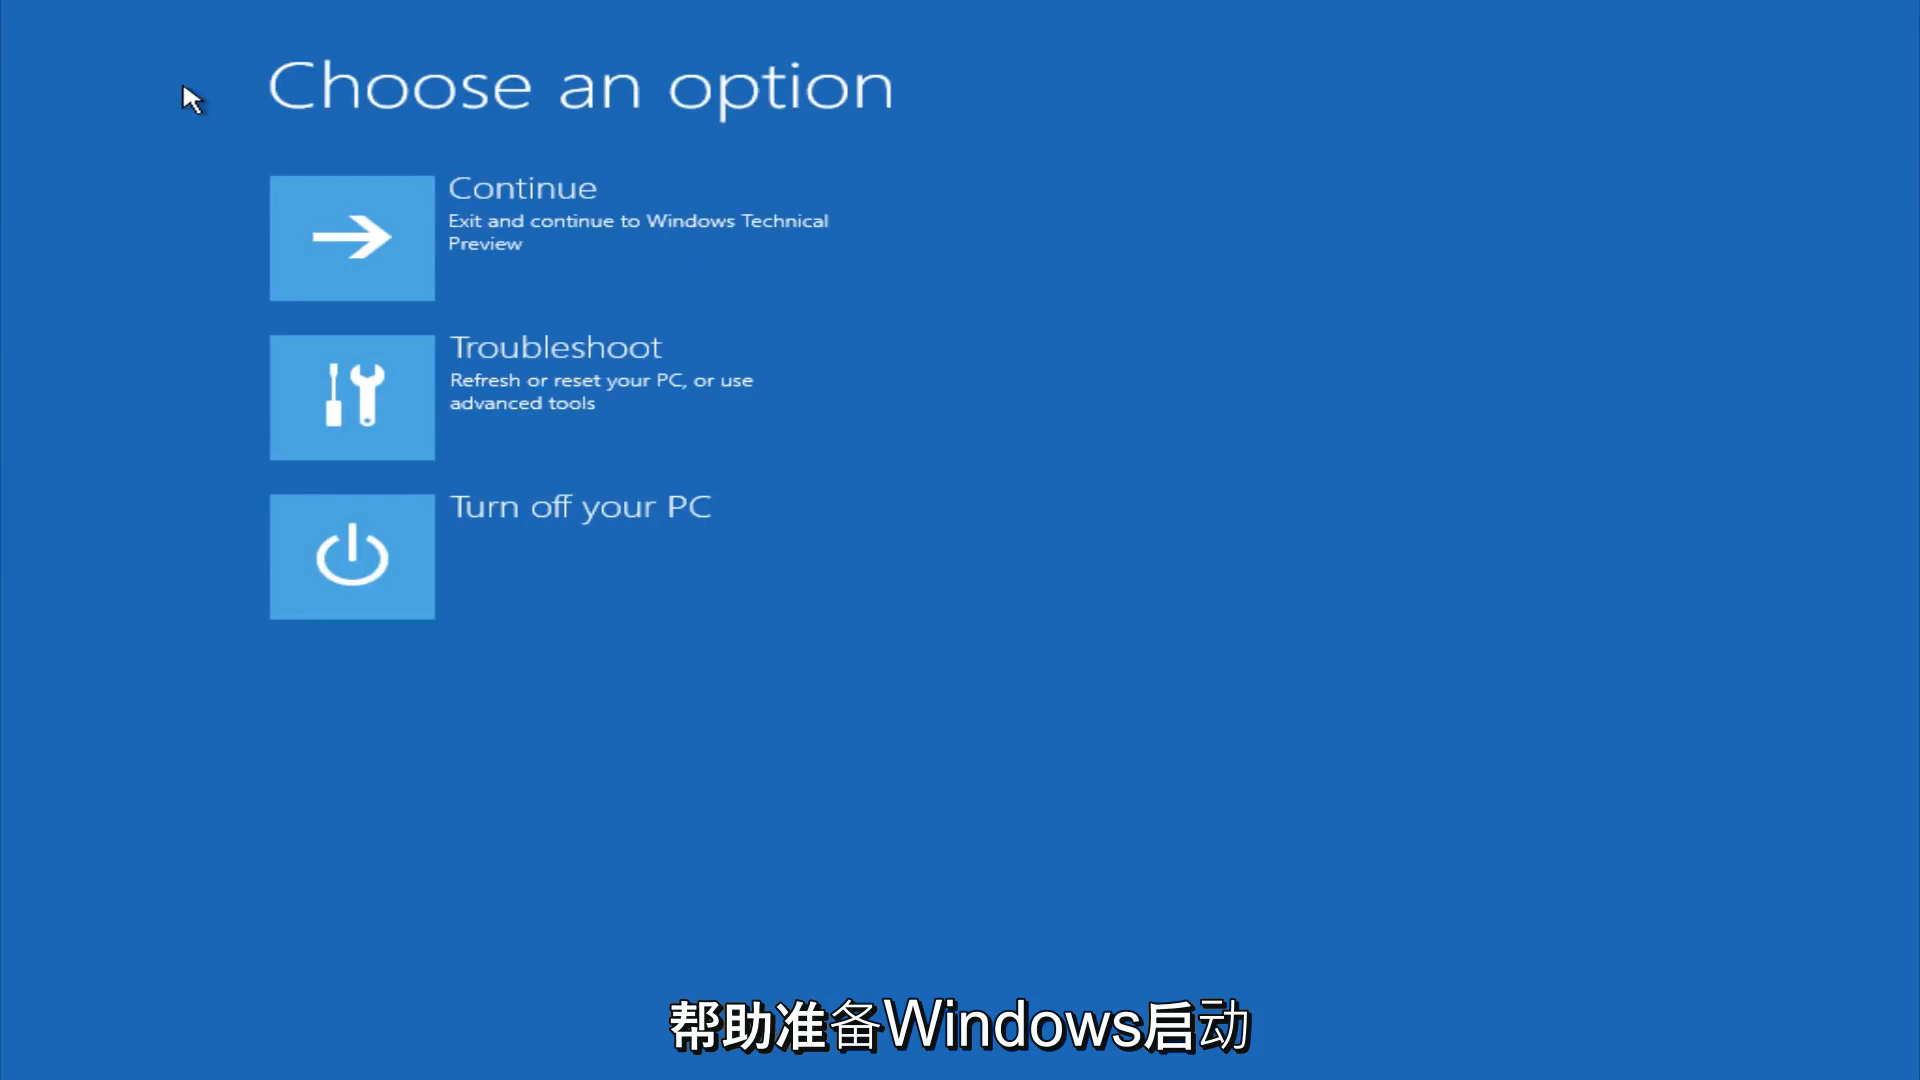 Choose an option
Continue
Exit and continue to Windows Technical
Preview
Troubleshoot
Refresh or reset your PC, or use
advanced tools
Turn off your PC
帮助准备Windows启动